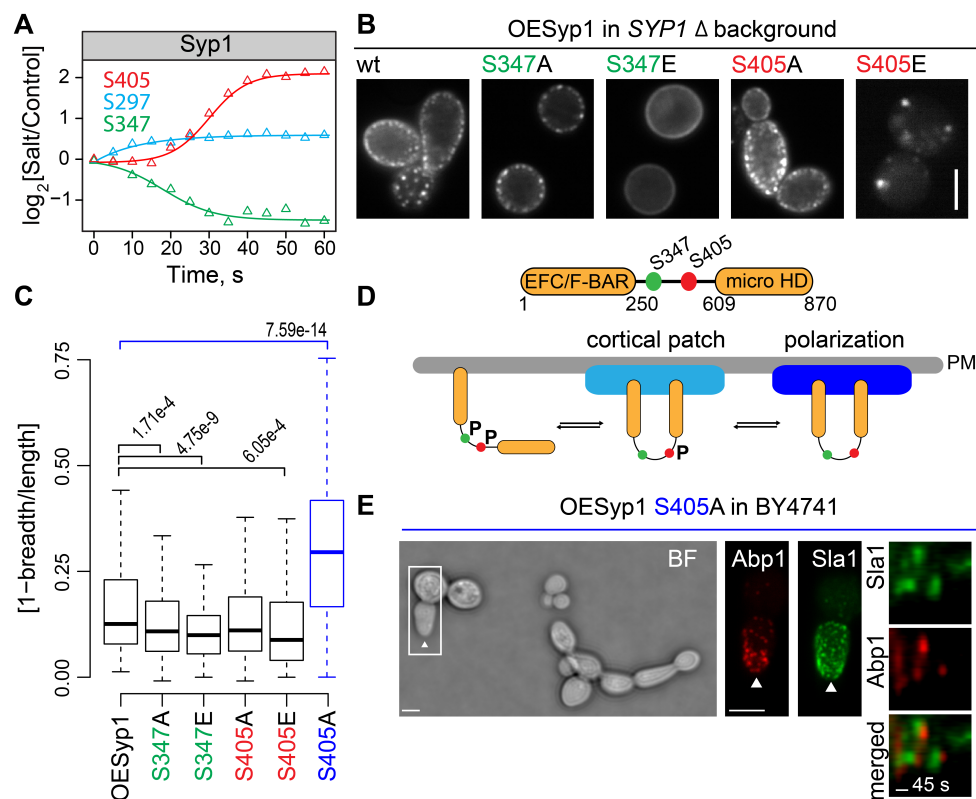 A
Syp1
S405
S297
S347
log2[Salt/Control]
2
1
0
−1
0 10 20 30 40 50 60
Time, s
B
OESyp1 in SYP1 Δ background
wt S347A S347E S405A S405E
C
[1−breadth/length]
0.75
0.50
0.25
0.00
7.59e-14
1.71e-4
4.75e-9
6.05e-4
OESyp1
S347A
S347E
S405A
S405E
S405A
D
S347
S405
EFC/F-BAR
micro HD
1 250 609 870
cortical patch polarization
PM
P
P
P
E
OESyp1 S405A in BY4741
BF
Abp1
Sla1
Sla1
Abp1
merged
45 s